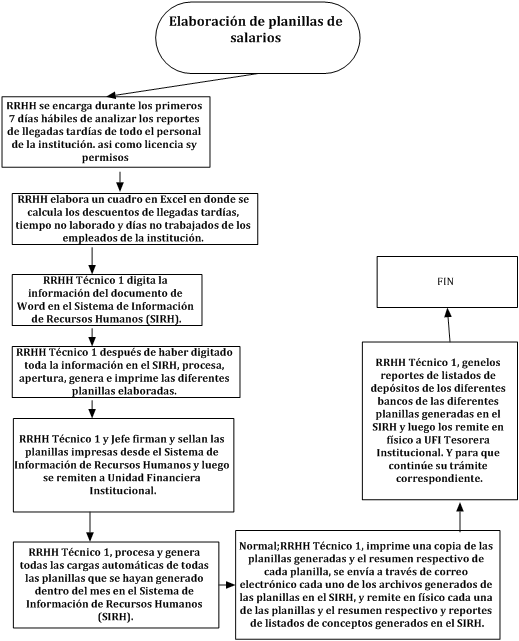 Elaboración de planillas de
salarios
RRHH se encarga durante los primeros
7 días hábiles de analizar los reportes
de llegadas tardías de todo el personal
de la institución. asi como licencia sy
permisos
RRHH elabora un cuadro en Excel en donde se
calcula los descuentos de llegadas tardías,
tiempo no laborado y días no trabajados de los
empleados de la institución.
RRHH Técnico 1 digita la
información del documento de
Word en el Sistema de Información
de Recursos Humanos (SIRH).
RRHH Técnico 1 después de haber digitado
toda la información en el SIRH, procesa,
apertura, genera e imprime las diferentes
planillas elaboradas.
RRHH Técnico 1 y Jefe firman y sellan las
planillas impresas desde el Sistema de
Información de Recursos Humanos y luego
se remiten a Unidad Financiera
Institucional.
RRHH Técnico 1, procesa y genera
todas las cargas automáticas de todas
las planillas que se hayan generado
dentro del mes en el Sistema de
Información de Recursos Humanos
(SIRH).
Normal;RRHH Técnico 1, imprime una copia de las
planillas generadas y el resumen respectivo de
cada planilla, se envía a través de correo
electrónico cada uno de los archivos generados de
las planillas en el SIRH, y remite en físico cada una
de las planillas y el resumen respectivo y reportes
de listados de conceptos generados en el SIRH.
RRHH Técnico 1, genelos
reportes de listados de
depósitos de los diferentes
bancos de las diferentes
planillas generadas en el
SIRH y luego los remite en
físico a UFI Tesorera
Institucional. Y para que
continúe su trámite
correspondiente.
FIN